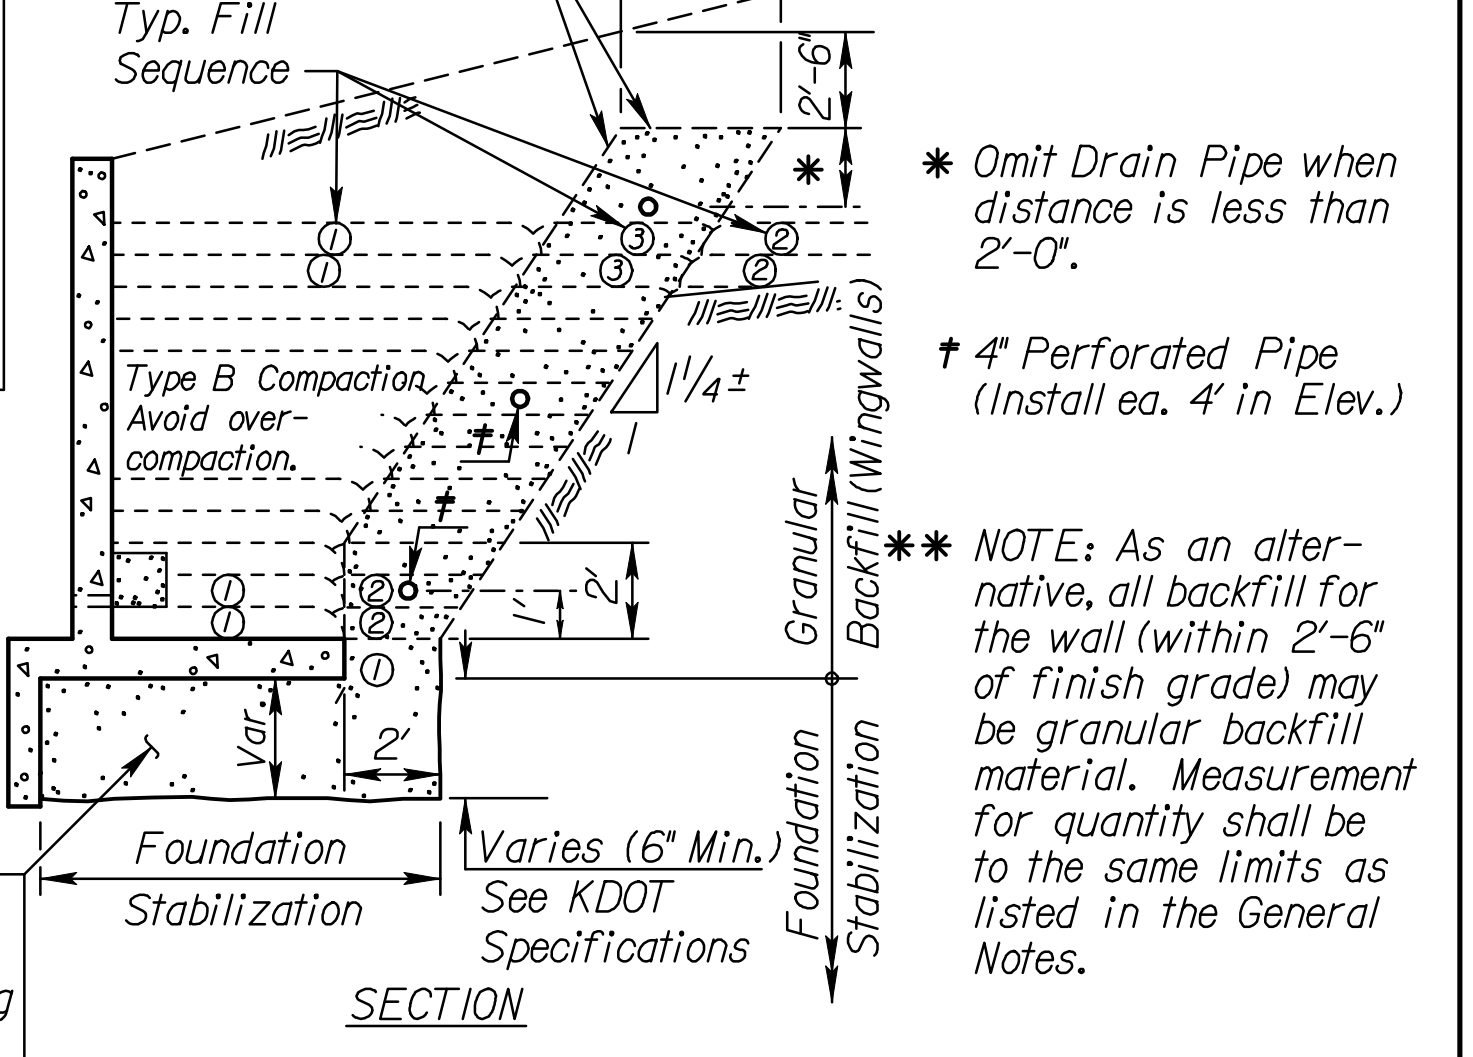 Typ. Fill
Sequence
2'-6"
*
1
3
2
1
3
2
Type B Compaction
Avoid over-
compaction.
1 1/4 ±
1
ǂ
ǂ
1
2
1
2
1
1'
2'
Var.
2'
Foundation
Stabilization
Varies (6" Min.)
See KDOT
Specifications
Granular
Backfill (Wingwalls)
Foundation
Stabilization
SECTION
g
* Omit Drain Pipe when
distance is less than
2'-0".
ǂ 4" Perforated Pipe
(Install ea. 4' in Elev.)
** NOTE: As an alter-
native, all backfill for
the wall (within 2'-6"
of finish grade) may
be granular backfill
material. Measurement
for quantity shall be
to the same limits as
listed in the General
Notes.